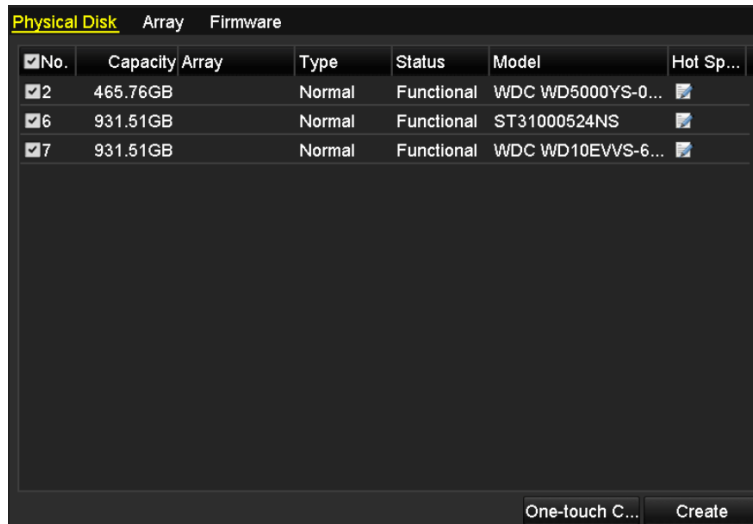 Physical Disk Array Firmware
No. Capacity Array Type Status Model Hot Sp...
2 465.76GB Normal Functional WDC WD5000YS-0...
6 931.51GB Normal Functional ST31000524NS
7 931.51GB Normal Functional WDC WD10EVVS-6...
One-touch C... Create